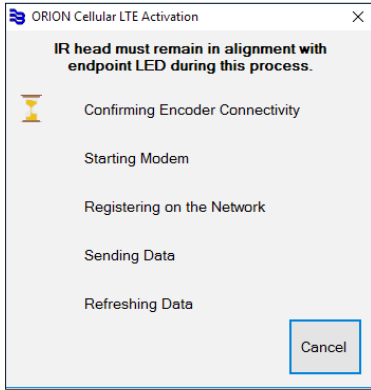 ORION Cellular LTE Activation
IR head must remain in alignment with
endpoint LED during this process.
Confirming Encoder Connectivity
Starting Modem
Registering on the Network
Sending Data
Refreshing Data
Cancel